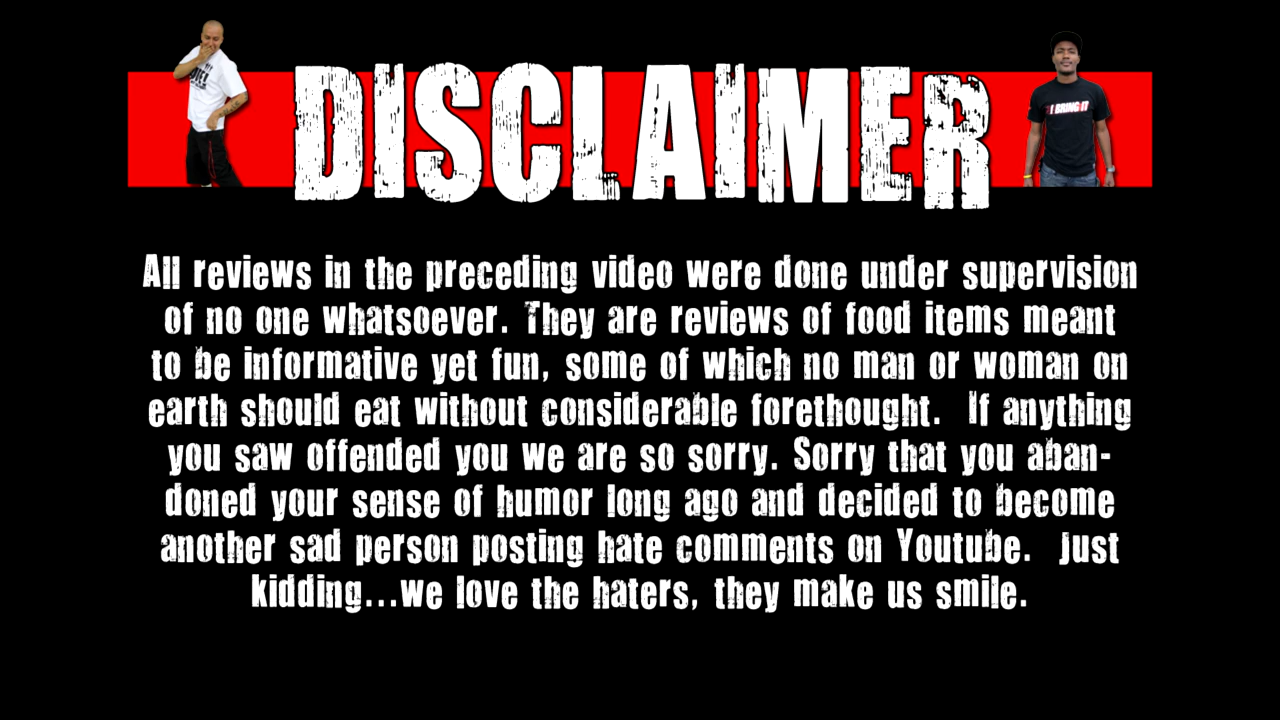 DISCLAIMER
I BRING IT
All reviews in the preceding video were done under supervision
of no one whatsoever. They are reviews of food items meant
to be informative yet fun, some of which no man or woman on
earth should eat without considerable forethought. If anything
you saw offended you we are so sorry. Sorry that you aban-
doned your sense of humor long ago and decided to become
another sad person posting hate comments on Youtube. Just
kidding...we love the haters, they make us smile.